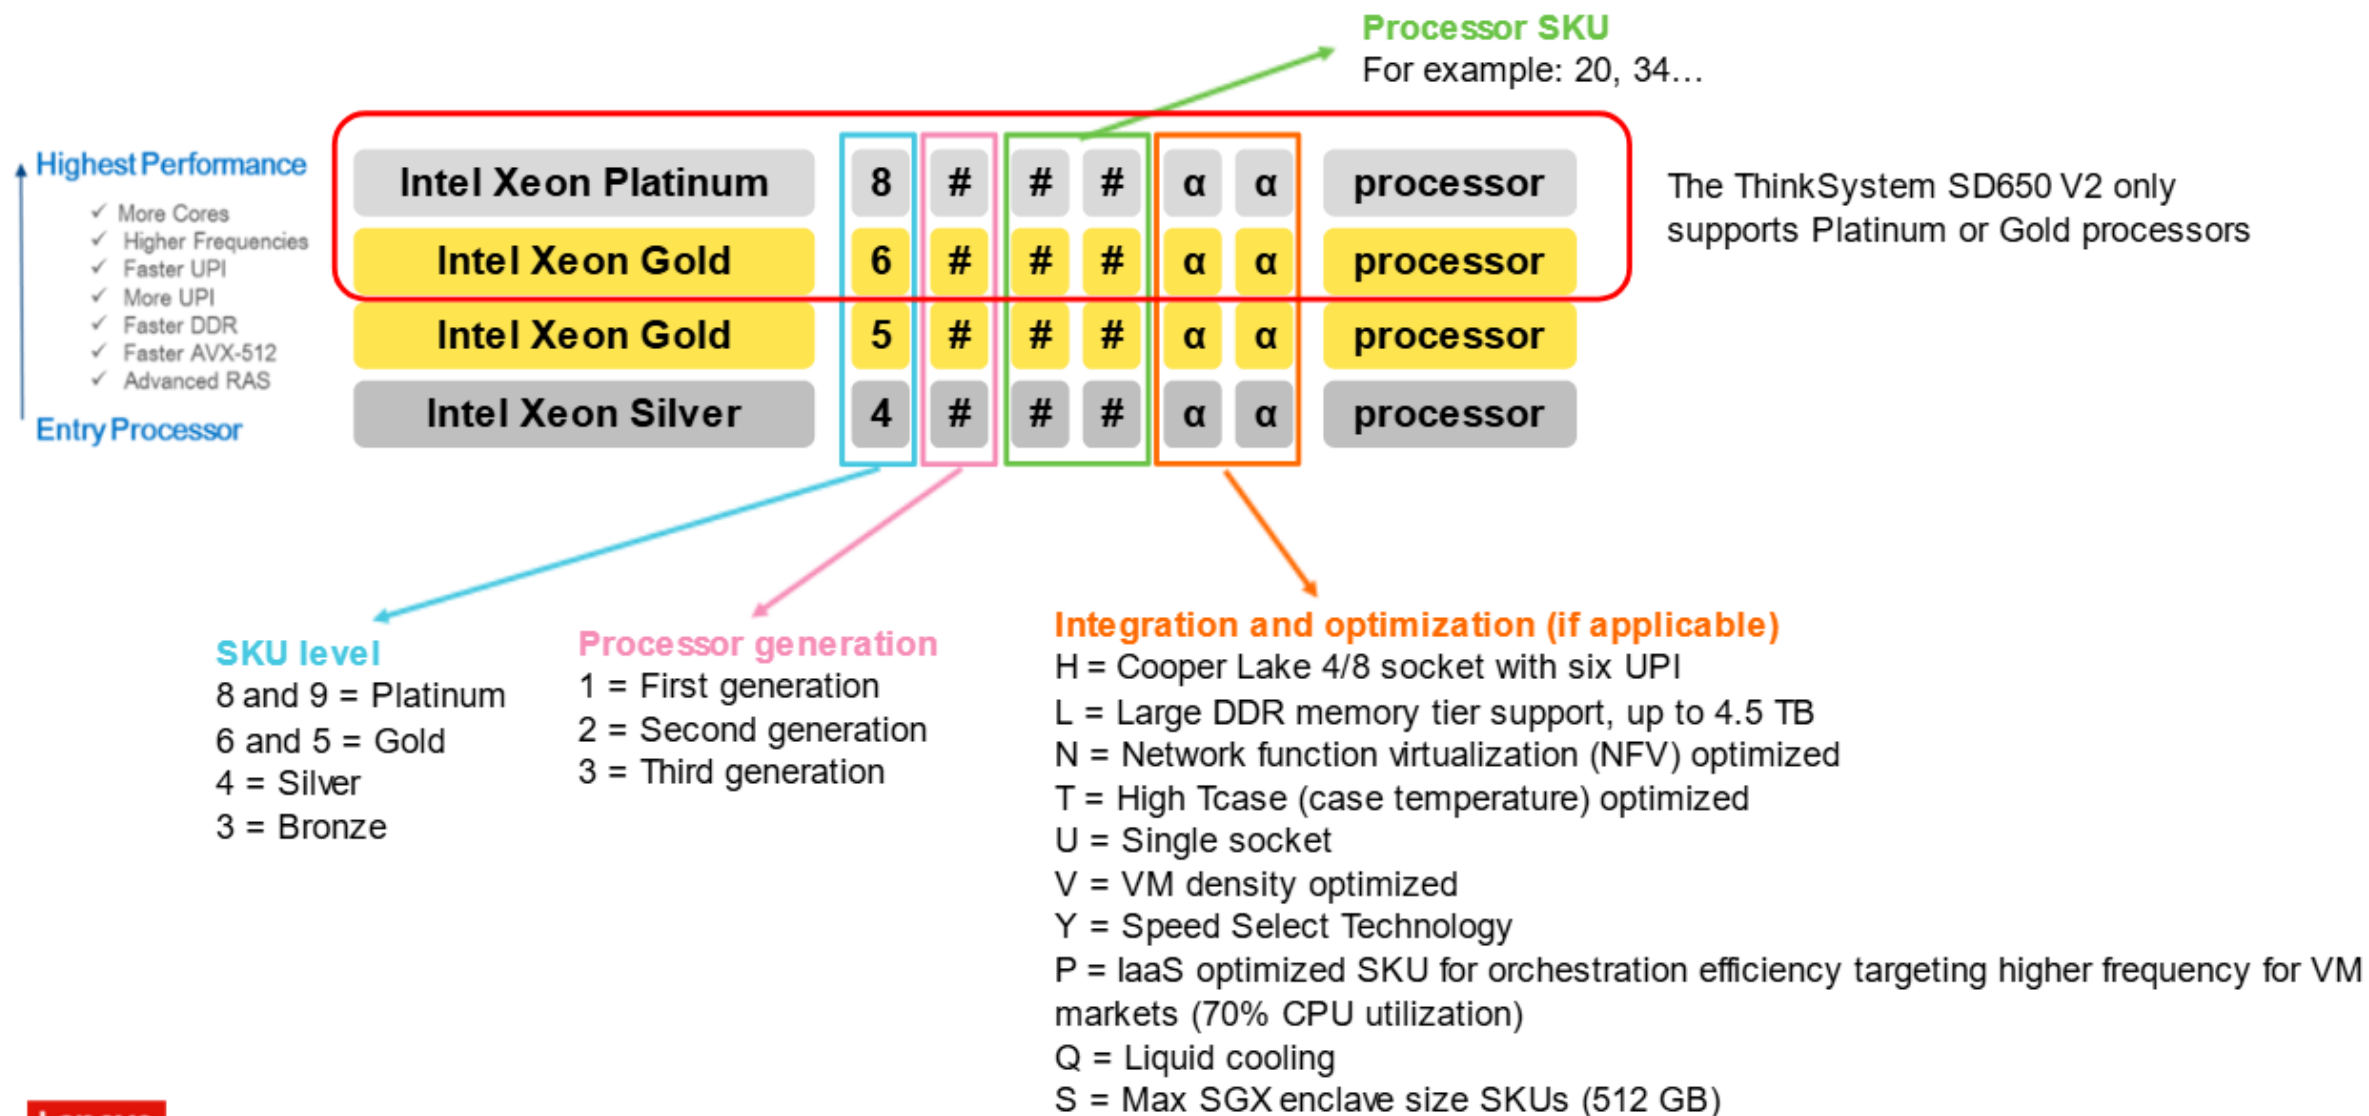 Processor SKU
For example: 20, 34...
Highest Performance
✓ More Cores
✓ Higher Frequencies
✓ Faster UPI
✓ More UPI
✓ Faster DDR
✓ Faster AVX-512
✓ Advanced RAS
Entry Processor
Intel Xeon Platinum 8 # # # α α processor
Intel Xeon Gold 6 # # # α α processor
Intel Xeon Gold 5 # # # α α processor
Intel Xeon Silver 4 # # # α α processor
The ThinkSystem SD650 V2 only
supports Platinum or Gold processors
SKU level
8 and 9 = Platinum
6 and 5 = Gold
4 = Silver
3 = Bronze
Processor generation
1 = First generation
2 = Second generation
3 = Third generation
Integration and optimization (if applicable)
H = Cooper Lake 4/8 socket with six UPI
L = Large DDR memory tier support, up to 4.5 TB
N = Network function virtualization (NFV) optimized
T = High Tcase (case temperature) optimized
U = Single socket
V = VM density optimized
Y = Speed Select Technology
P = IaaS optimized SKU for orchestration efficiency targeting higher frequency for VM
markets (70% CPU utilization)
Q = Liquid cooling
S = Max SGX enclave size SKUs (512 GB)